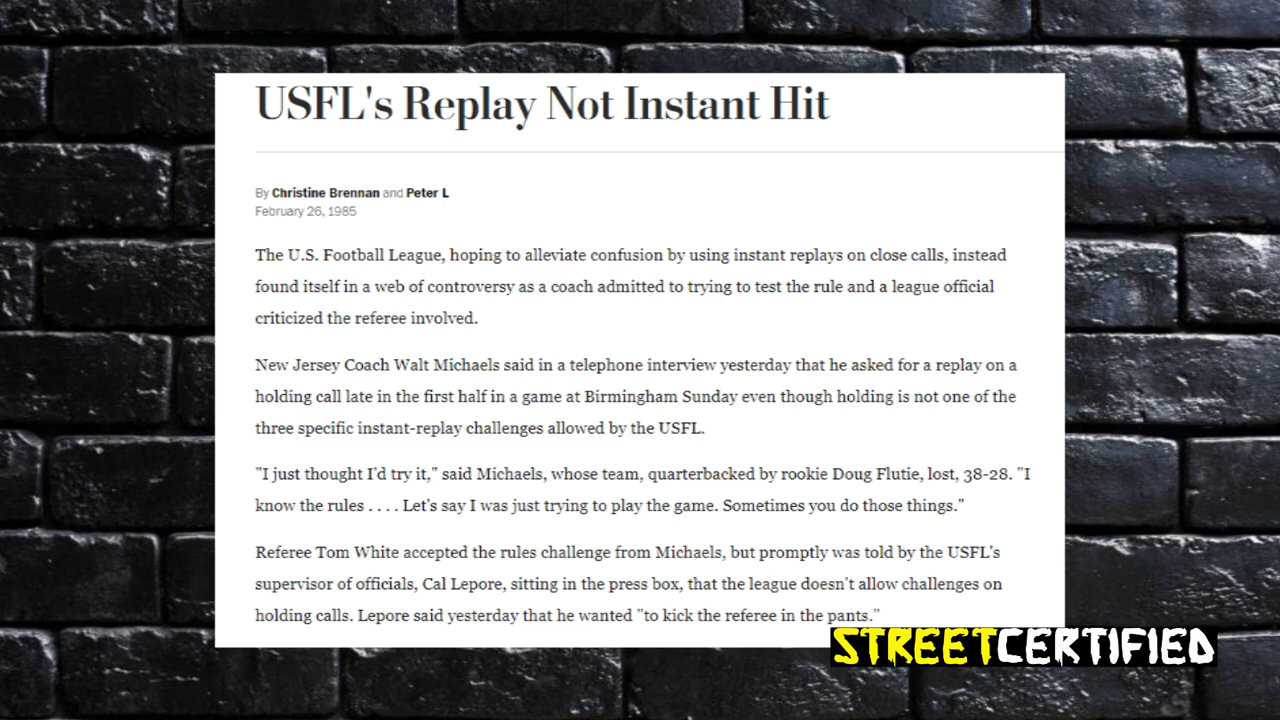 USFL's Replay Not Instant Hit
By Christine Brennan and Peter L
February 26, 1985
The U.S. Football League, hoping to alleviate confusion by using instant replays on close calls, instead
found itself in a web of controversy as a coach admitted to trying to test the rule and a league official
criticized the referee involved.
New Jersey Coach Walt Michaels said in a telephone interview yesterday that he asked for a replay on a
holding call late in the first half in a game at Birmingham Sunday even though holding is not one of the
three specific instant-replay challenges allowed by the USFL.
"I just thought I'd try it," said Michaels, whose team, quarterbacked by rookie Doug Flutie, lost, 38-28. "I
know the rules . . . . Let's say I was just trying to play the game. Sometimes you do those things."
Referee Tom White accepted the rules challenge from Michaels, but promptly was told by the USFL's
supervisor of officials, Cal Lepore, sitting in the press box, that the league doesn't allow challenges on
holding calls. Lepore said yesterday that he wanted "to kick the referee in the pants."
STREETCERTIFIED